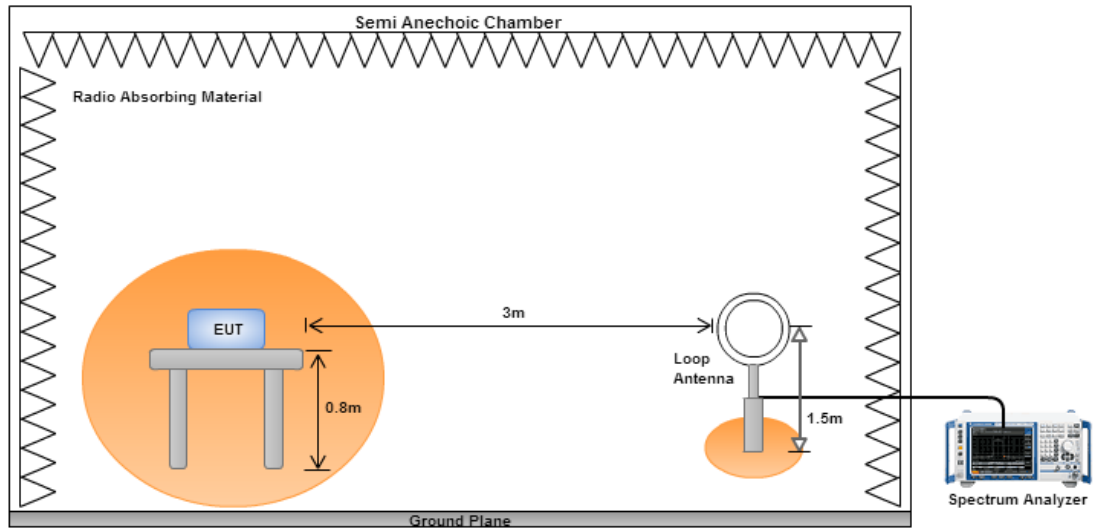 Semi Anechoic Chamber
Radio Absorbing Material
EUT
3m
Loop
Antenna
0.8m
1.5m
Spectrum Analyzer
Ground Plane